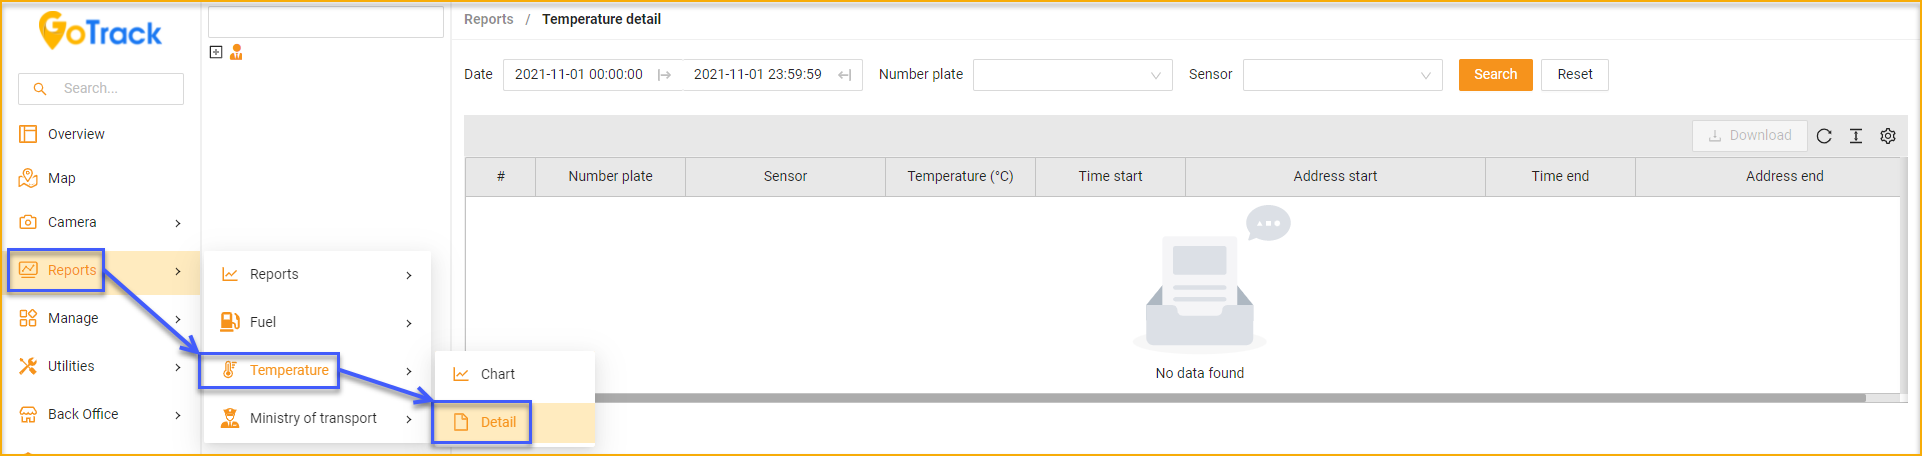 GoTrack
Search...
Overview
Map
Camera
Reports
Manage
Utilities
Back Office
Reports
Fuel
Temperature
Ministry of transport
Chart
Detail
Reports / Temperature detail
Date 2021-11-01 00:00:00 2021-11-01 23:59:59 Number plate Sensor Search Reset
Download
# Number plate Sensor Temperature (°C) Time start Address start Time end Address end
No data found